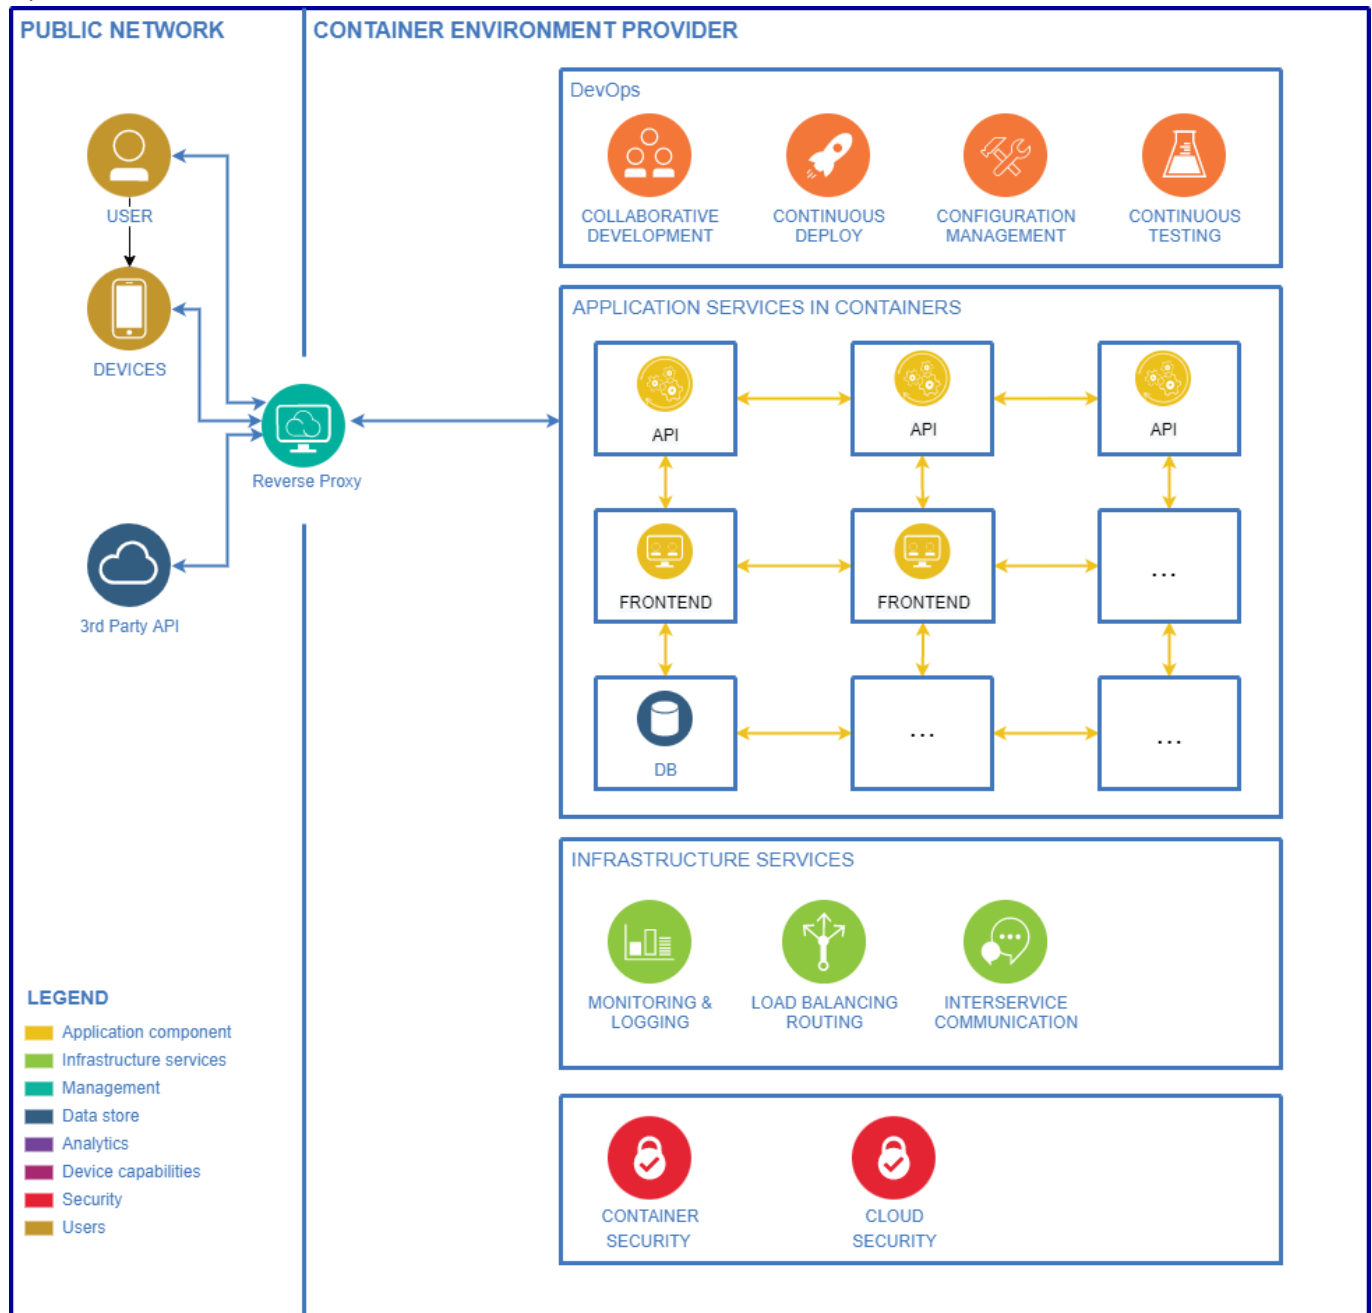 PUBLIC NETWORK
CONTAINER ENVIRONMENT PROVIDER
USER
DEVICES
Reverse Proxy
3rd Party API
DevOps
COLLABORATIVE
DEVELOPMENT
CONTINUOUS
DEPLOY
CONFIGURATION
MANAGEMENT
CONTINUOUS
TESTING
APPLICATION SERVICES IN CONTAINERS
API
API
API
FRONTEND
FRONTEND
...
DB
...
...
INFRASTRUCTURE SERVICES
MONITORING &
LOGGING
LOAD BALANCING
ROUTING
INTERSERVICE
COMMUNICATION
CONTAINER
SECURITY
CLOUD
SECURITY
LEGEND
Application component
Infrastructure services
Management
Data store
Analytics
Device capabilities
Security
Users